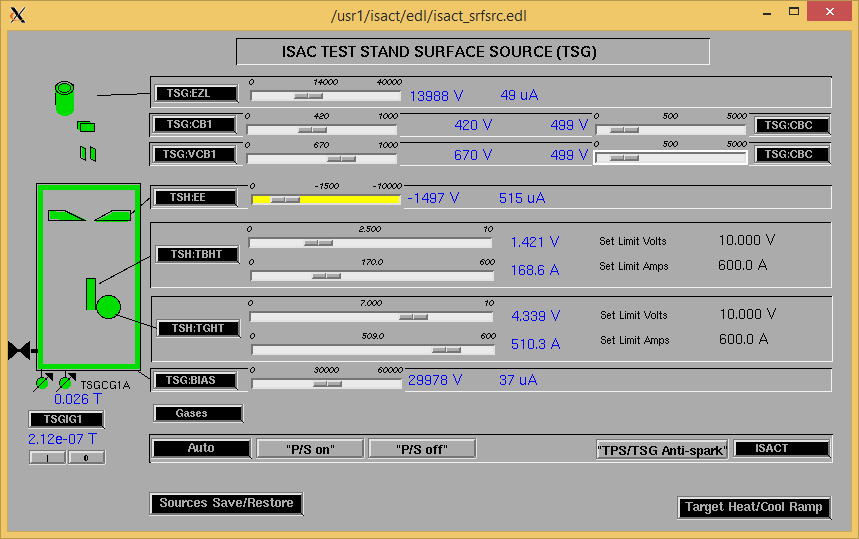 /usr1/isact/edl/isact_srfsrc.edl
ISAC TEST STAND SURFACE SOURCE (TSG)
0 14000 40000
TSG:EZL 13988 V 49 uA
0 420 1000 0 500 5000
TSG:CB1 420 V 499 V TSG:CBC
0 670 1000 0 500 5000
TSG:VCB1 670 V 499 V TSG:CBC
0 -1500 -10000
TSH:EE -1497 V 515 uA
0 2.500 10
1.421 V Set Limit Volts 10.000 V
TSH:TBHT
0 170.0 600
168.6 A Set Limit Amps 600.0 A
0 7.000 10
4.339 V Set Limit Volts 10.000 V
TSH:TGHT
0 509.0 600
510.3 A Set Limit Amps 600.0 A
0 30000 60000
TSG:BIAS 29978 V 37 uA
TSGCG1A
0.026 T
Gases
TSGIG1
2.12e-07 T
I 0
Auto "P/S on" "P/S off" "TPS/TSG Anti-spark" ISACT
Sources Save/Restore
Target Heat/Cool Ramp